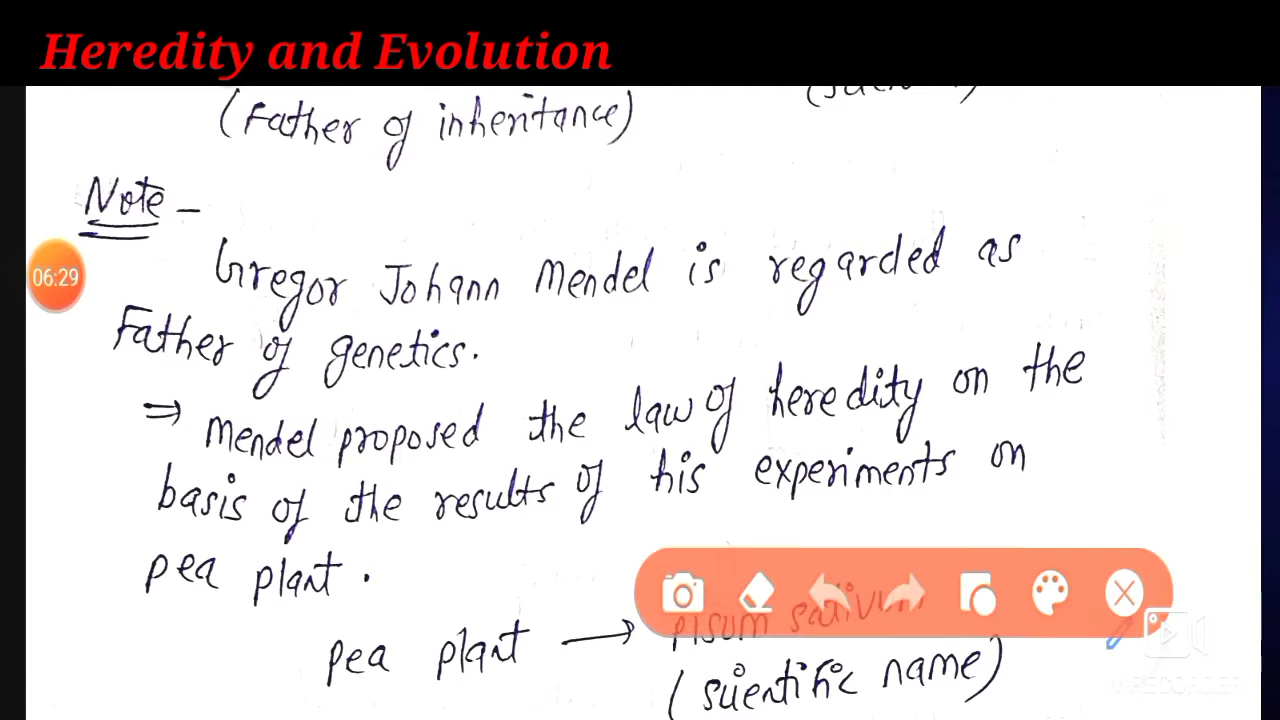 Heredity and Evolution
(Father of inheritance)
Note -
Gregor Johann Mendel is regarded as
06:29
Father of genetics.
⇒ Mendel proposed the law of heredity on the
basis of the results of his experiments on
pea plant.
pea plant → Pisum sativum
(scientific name)